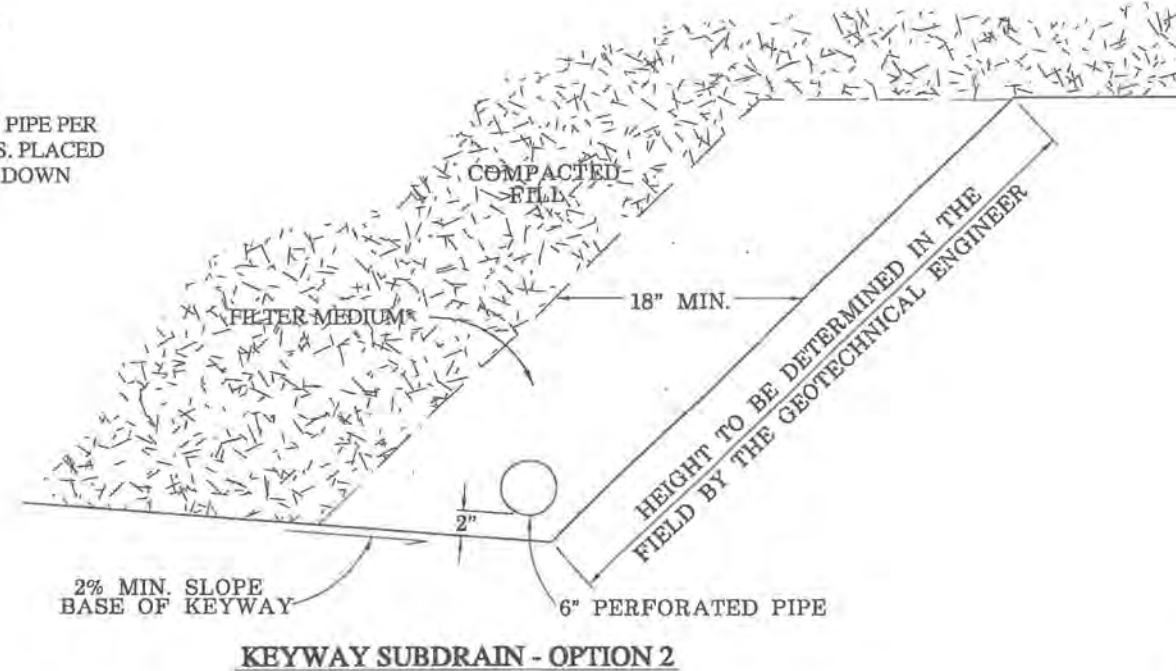 PIPE PER
S. PLACED
DOWN
COMPACTED
FILL
FILTER MEDIUM*
18" MIN.
HEIGHT TO BE DETERMINED IN THE
FIELD BY THE GEOTECHNICAL ENGINEER
2"
2% MIN. SLOPE
BASE OF KEYWAY
6" PERFORATED PIPE
KEYWAY SUBDRAIN - OPTION 2